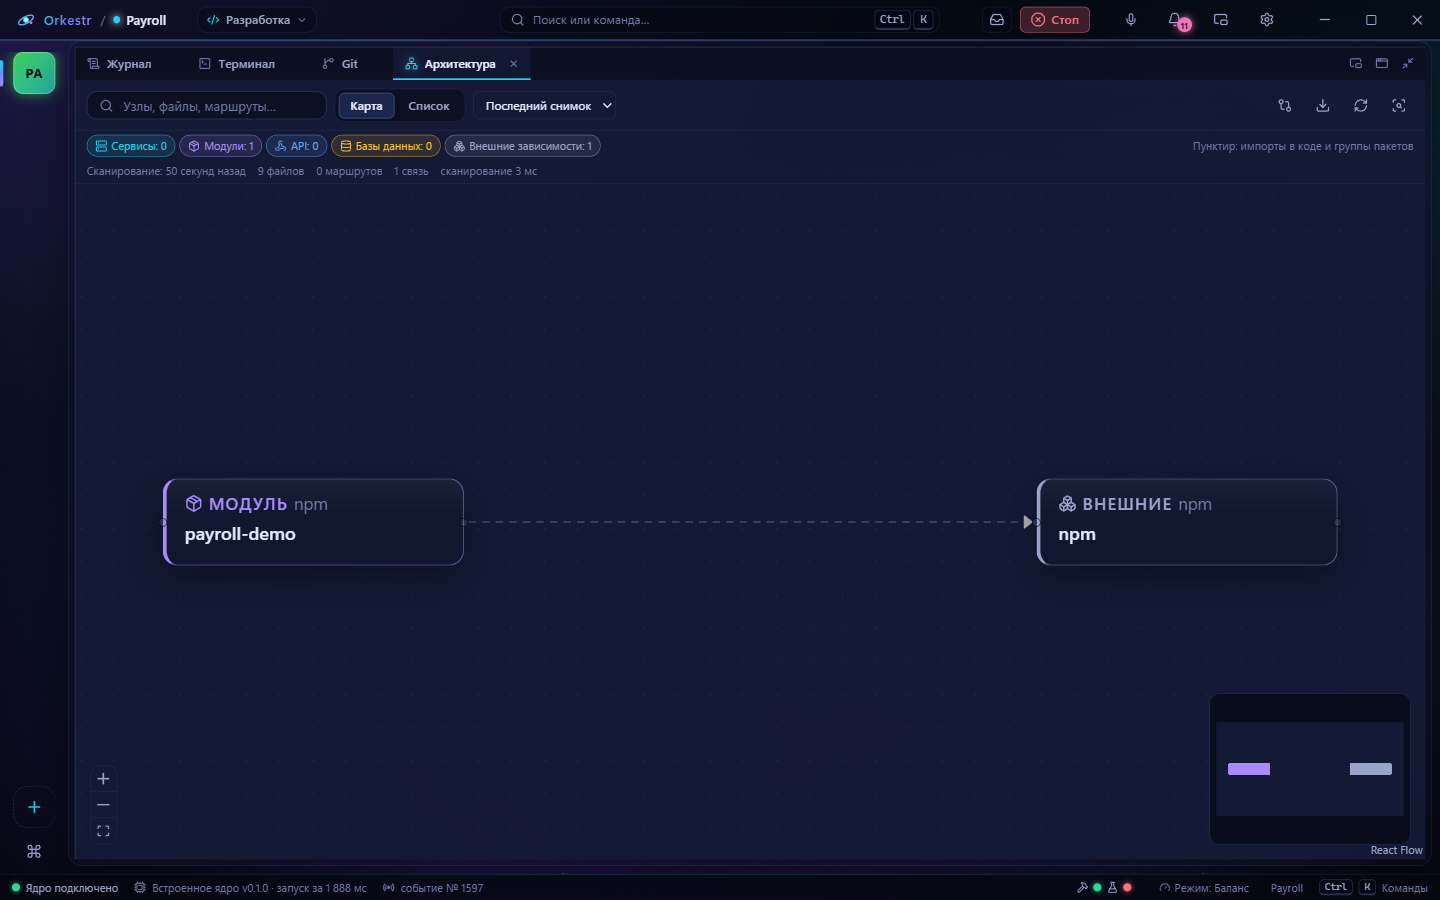 Orkestr / Payroll Разработка Поиск или команда... Ctrl K Стоп 11
PA
Журнал Терминал Git Архитектура
Узлы, файлы, маршруты... Карта Список Последний снимок
Сервисы: 0 Модули: 1 API: 0 Базы данных: 0 Внешние зависимости: 1 Пунктир: импорты в коде и группы пакетов
Сканирование: 50 секунд назад 9 файлов 0 маршрутов 1 связь сканирование 3 мс
МОДУЛЬ npm
payroll-demo
ВНЕШНИЕ npm
npm
React Flow
Ядро подключено Встроенное ядро v0.1.0 · запуск за 1 888 мс событие № 1597 Режим: Баланс Payroll Ctrl K Команды